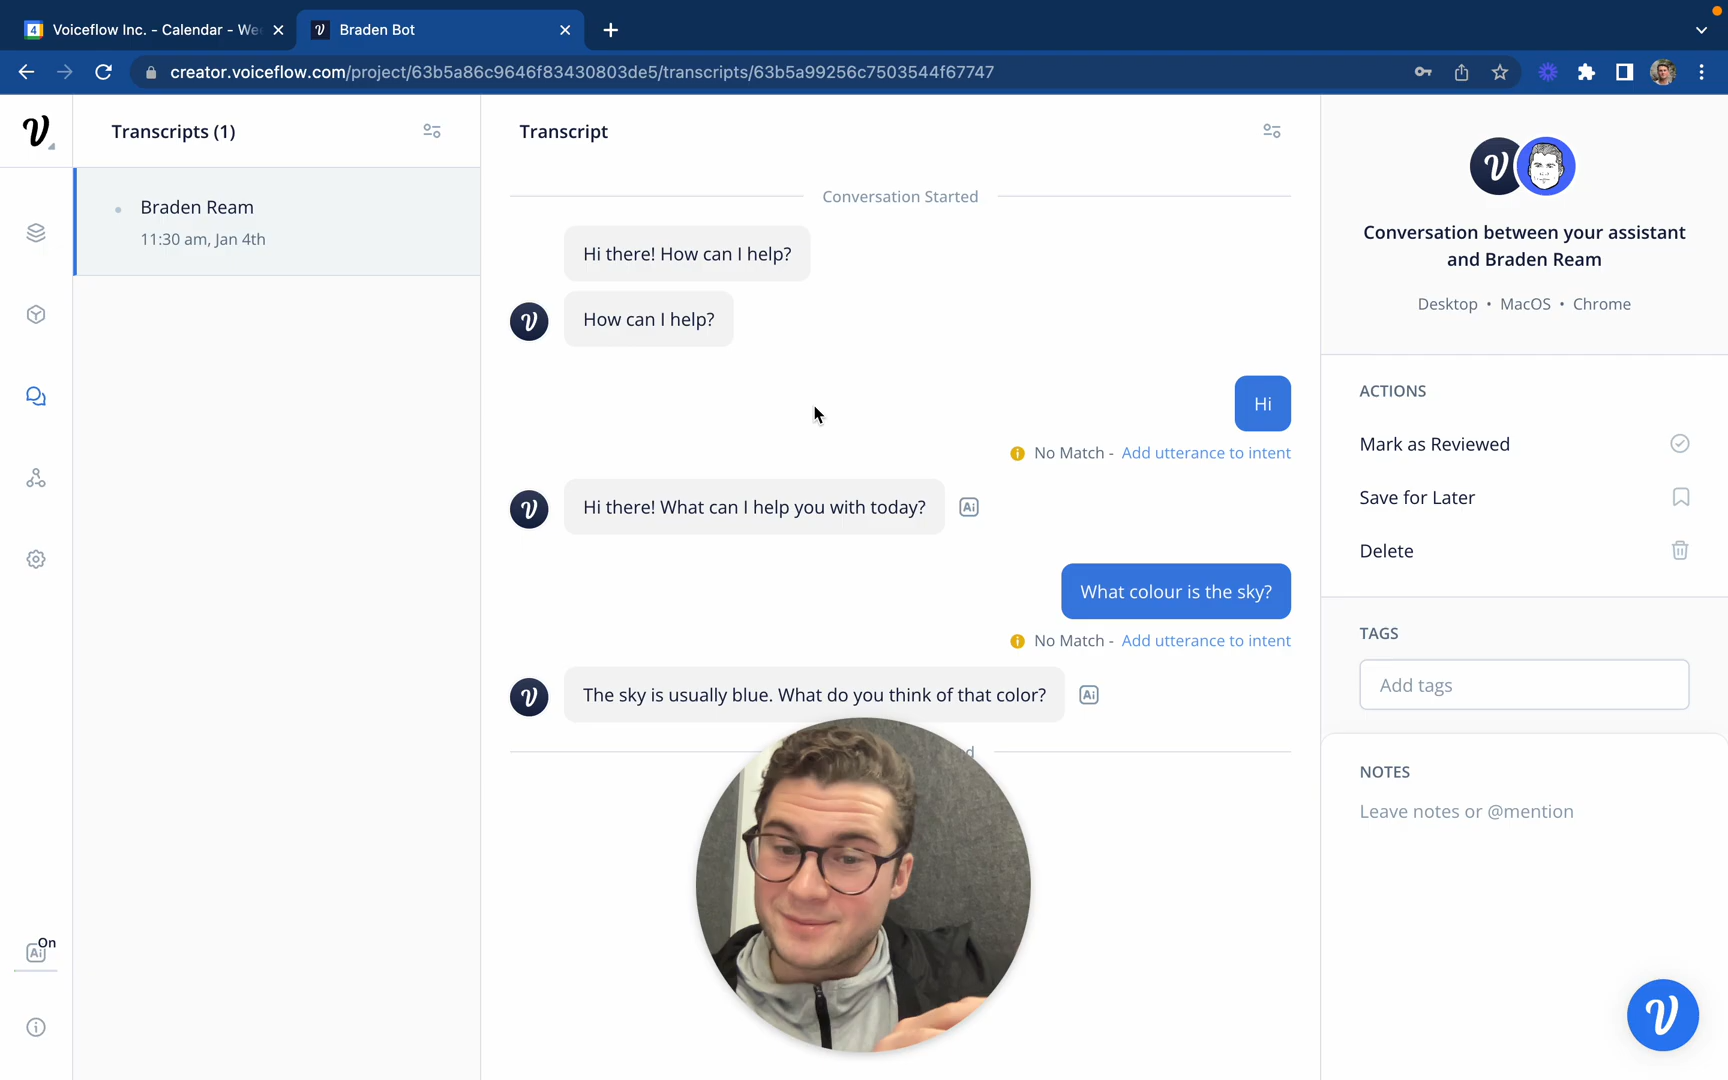 Voiceflow Inc. - Calendar - We
Braden Bot
creator.voiceflow.com/project/63b5a86c9646f83430803de5/transcripts/63b5a99256c7503544f67747
Transcripts (1)
Braden Ream
11:30 am, Jan 4th
On
Ai
Transcript
Conversation Started
Hi there! How can I help?
How can I help?
Hi
No Match - Add utterance to intent
Hi there! What can I help you with today?
Ai
What colour is the sky?
No Match - Add utterance to intent
The sky is usually blue. What do you think of that color?
Ai
Conversation between your assistant
and Braden Ream
Desktop • MacOS • Chrome
ACTIONS
Mark as Reviewed
Save for Later
Delete
TAGS
Add tags
NOTES
Leave notes or @mention